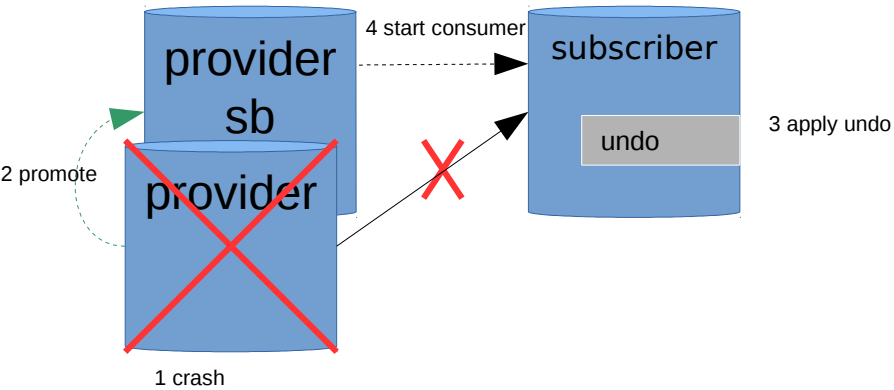 4 start consumer
provider
sb
subscriber
3 apply undo
undo
2 promote
provider
1 crash